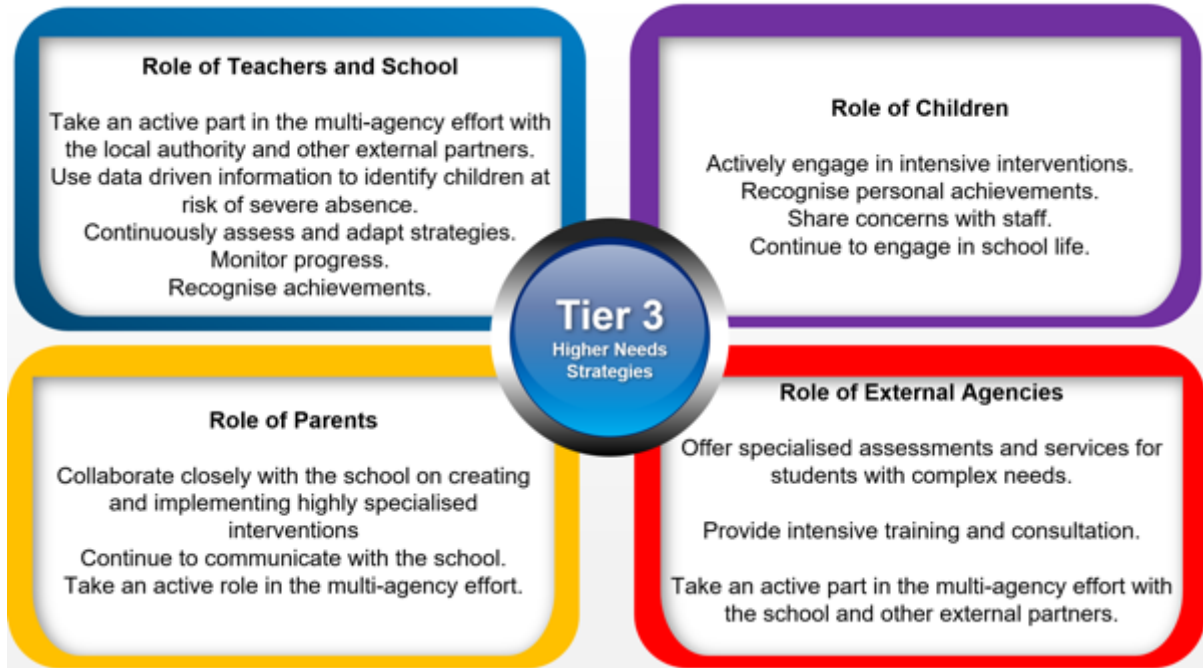 Role of Teachers and School
Take an active part in the multi-agency effort with
the local authority and other external partners.
Use data driven information to identify children at
risk of severe absence.
Continuously assess and adapt strategies.
Monitor progress.
Recognise achievements.
Role of Children
Actively engage in intensive interventions.
Recognise personal achievements.
Share concerns with staff.
Continue to engage in school life.
Tier 3
Higher Needs
Strategies
Role of Parents
Collaborate closely with the school on creating
and implementing highly specialised
interventions
Continue to communicate with the school.
Take an active role in the multi-agency effort.
Role of External Agencies
Offer specialised assessments and services for
students with complex needs.
Provide intensive training and consultation.
Take an active part in the multi-agency effort with
the school and other external partners.